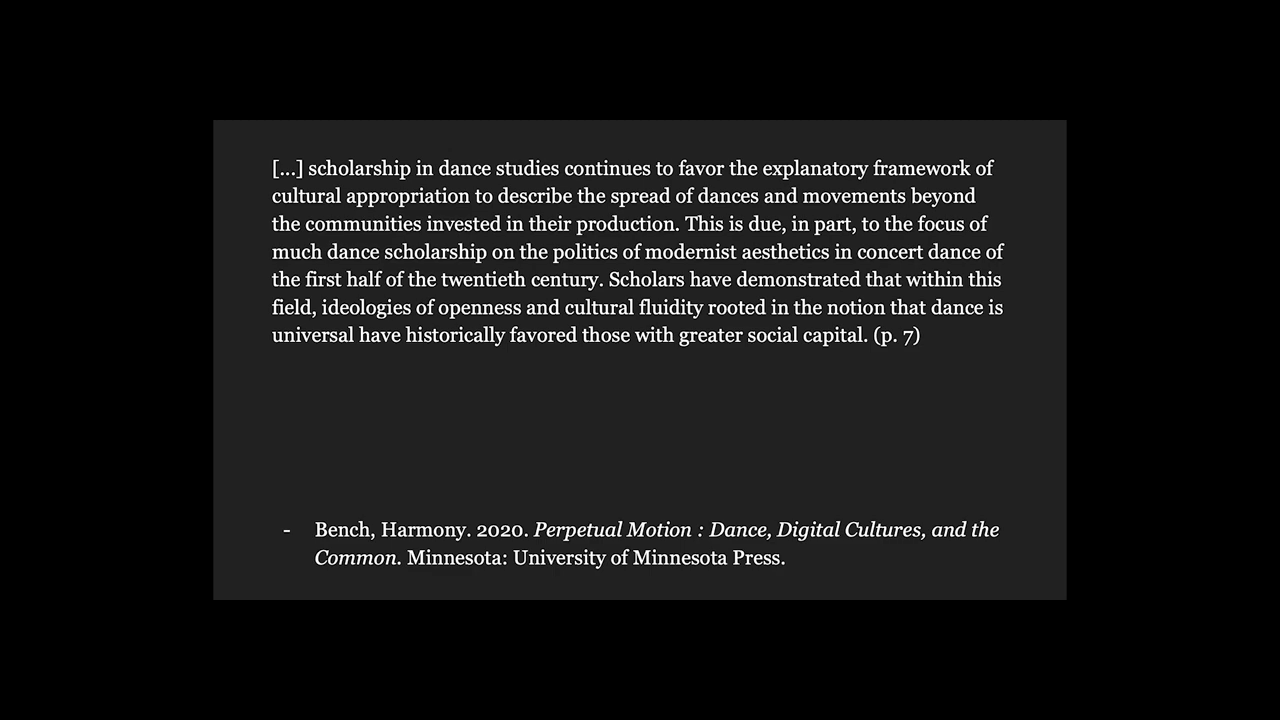 [...] scholarship in dance studies continues to favor the explanatory framework of
cultural appropriation to describe the spread of dances and movements beyond
the communities invested in their production. This is due, in part, to the focus of
much dance scholarship on the politics of modernist aesthetics in concert dance of
the first half of the twentieth century. Scholars have demonstrated that within this
field, ideologies of openness and cultural fluidity rooted in the notion that dance is
universal have historically favored those with greater social capital. (p. 7)
- Bench, Harmony. 2020. Perpetual Motion : Dance, Digital Cultures, and the
Common. Minnesota: University of Minnesota Press.